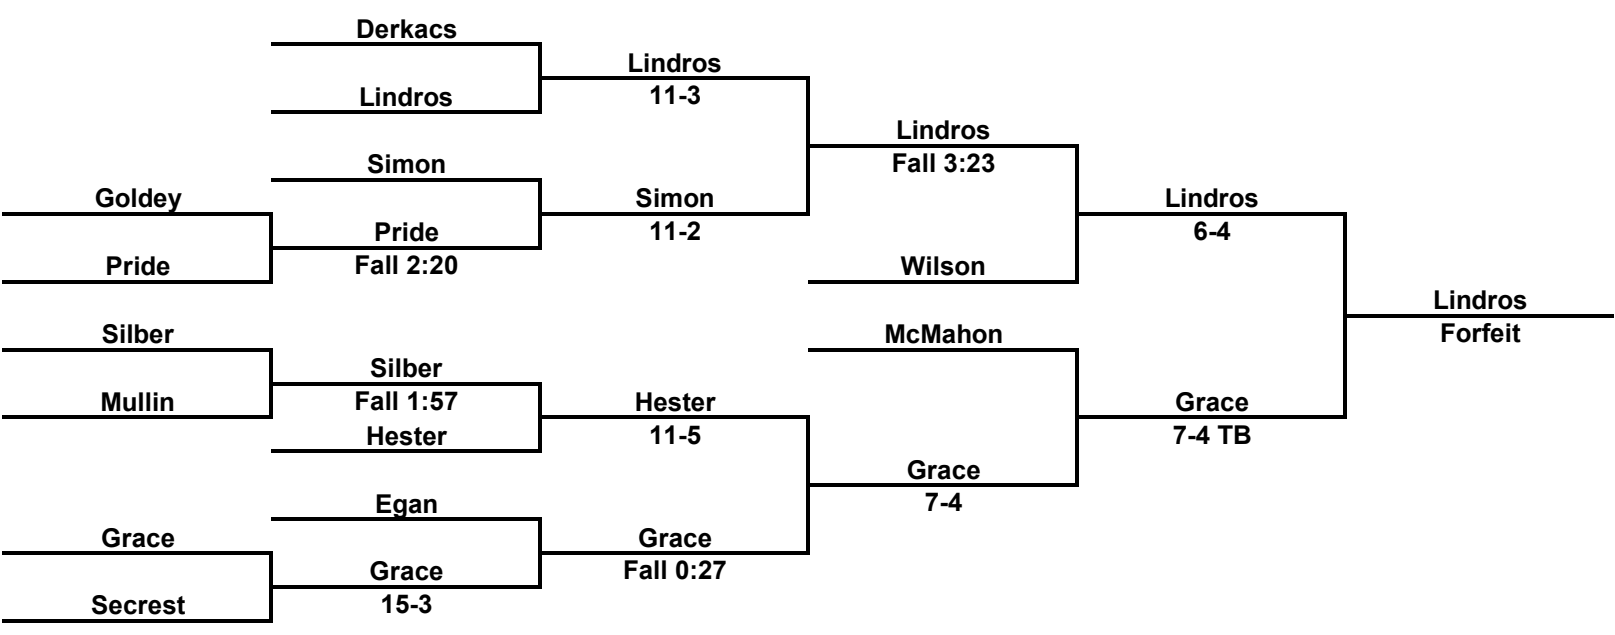 Derkacs
Lindros
Lindros
11-3
Lindros
Fall 3:23
Simon
Goldey
Pride
Fall 2:20
Pride
Simon
11-2
Lindros
6-4
Wilson
Lindros
Forfeit
Silber
Mullin
Silber
Fall 1:57
Hester
Hester
11-5
McMahon
Grace
7-4 TB
Grace
7-4
Egan
Grace
Secrest
Grace
15-3
Grace
Fall 0:27